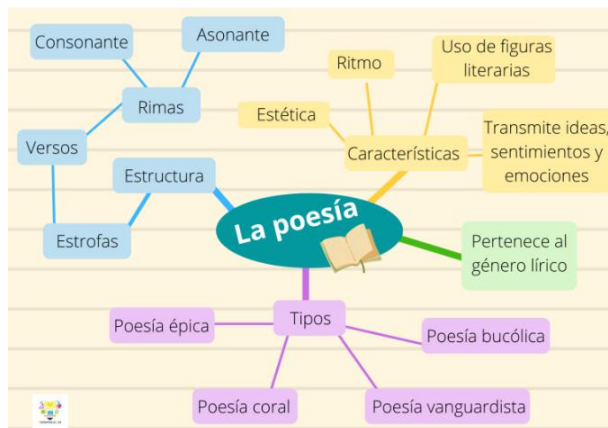 Consonante
Asonante
Rimas
Versos
Estructura
Estrofas
La poesía
Ritmo
Uso de figuras
literarias
Estética
Características
Transmite ideas,
sentimientos y
emociones
Pertenece al
género lírico
Tipos
Poesía épica
Poesía bucólica
Poesía coral
Poesía vanguardista